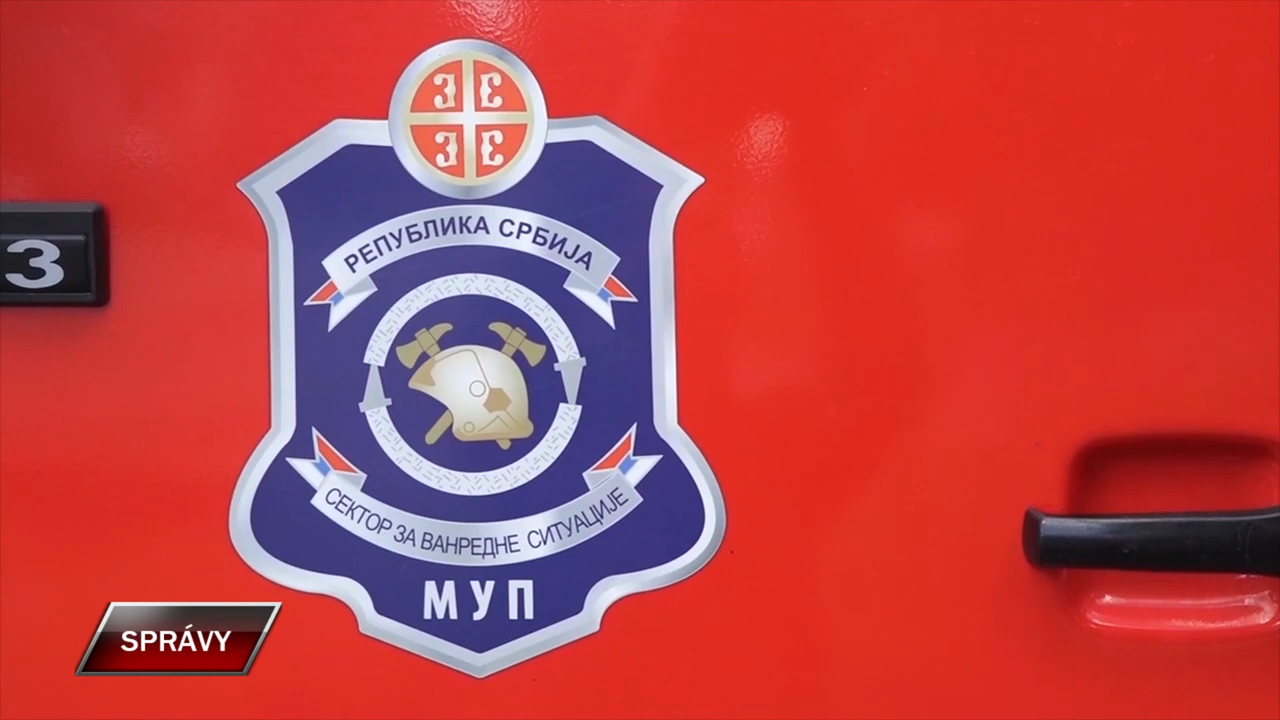 РЕПУБЛИКА СРБИЈА
3
СЕКТОР ЗА ВАНРЕДНЕ СИТУАЦИЈЕ
МУП
SPRÁVY